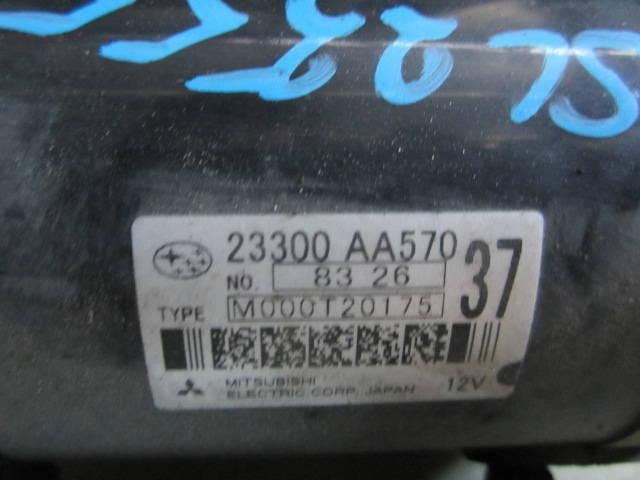 23300 AA570
NO. 83 26
37
TYPE M000T20175
MITSUBISHI
ELECTRIC CORP. JAPAN
12V